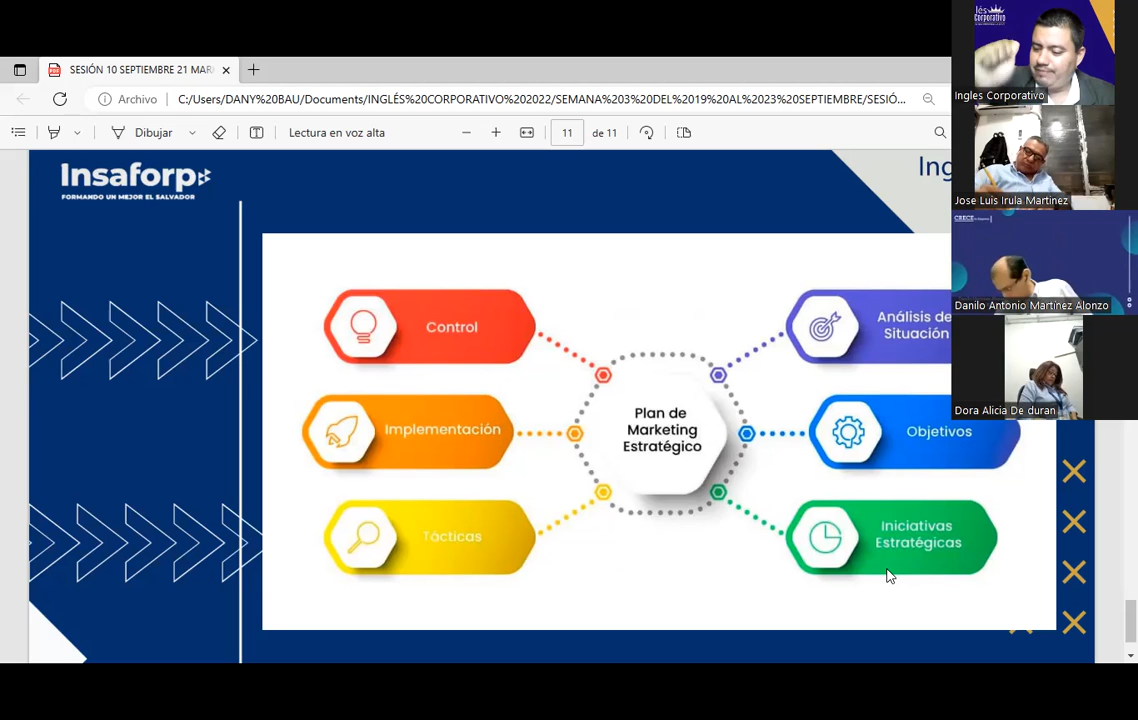 SESIÓN 10 SEPTIEMBRE 21 MAR
Archivo
C:/Users/DANY%20BAU/Documents/INGLÉS%20CORPORATIVO%202022/SEMANA%203%20DEL%2019%20AL%2023%20SEPTIEMBRE/SESIÓ...
Dibujar
Lectura en voz alta
11
de 11
Insaforp
FORMANDO UN MEJOR EL SALVADOR
Ing
Control
Implementación
Tácticas
Plan de
Marketing
Estratégico
Análisis de
Situación
Objetivos
Iniciativas
Estratégicas
Corporativo
Ingles Corporativo
Jose Luis Irula Martinez
CRECE
Danilo Antonio Martínez Alonzo
Dora Alicia De duran